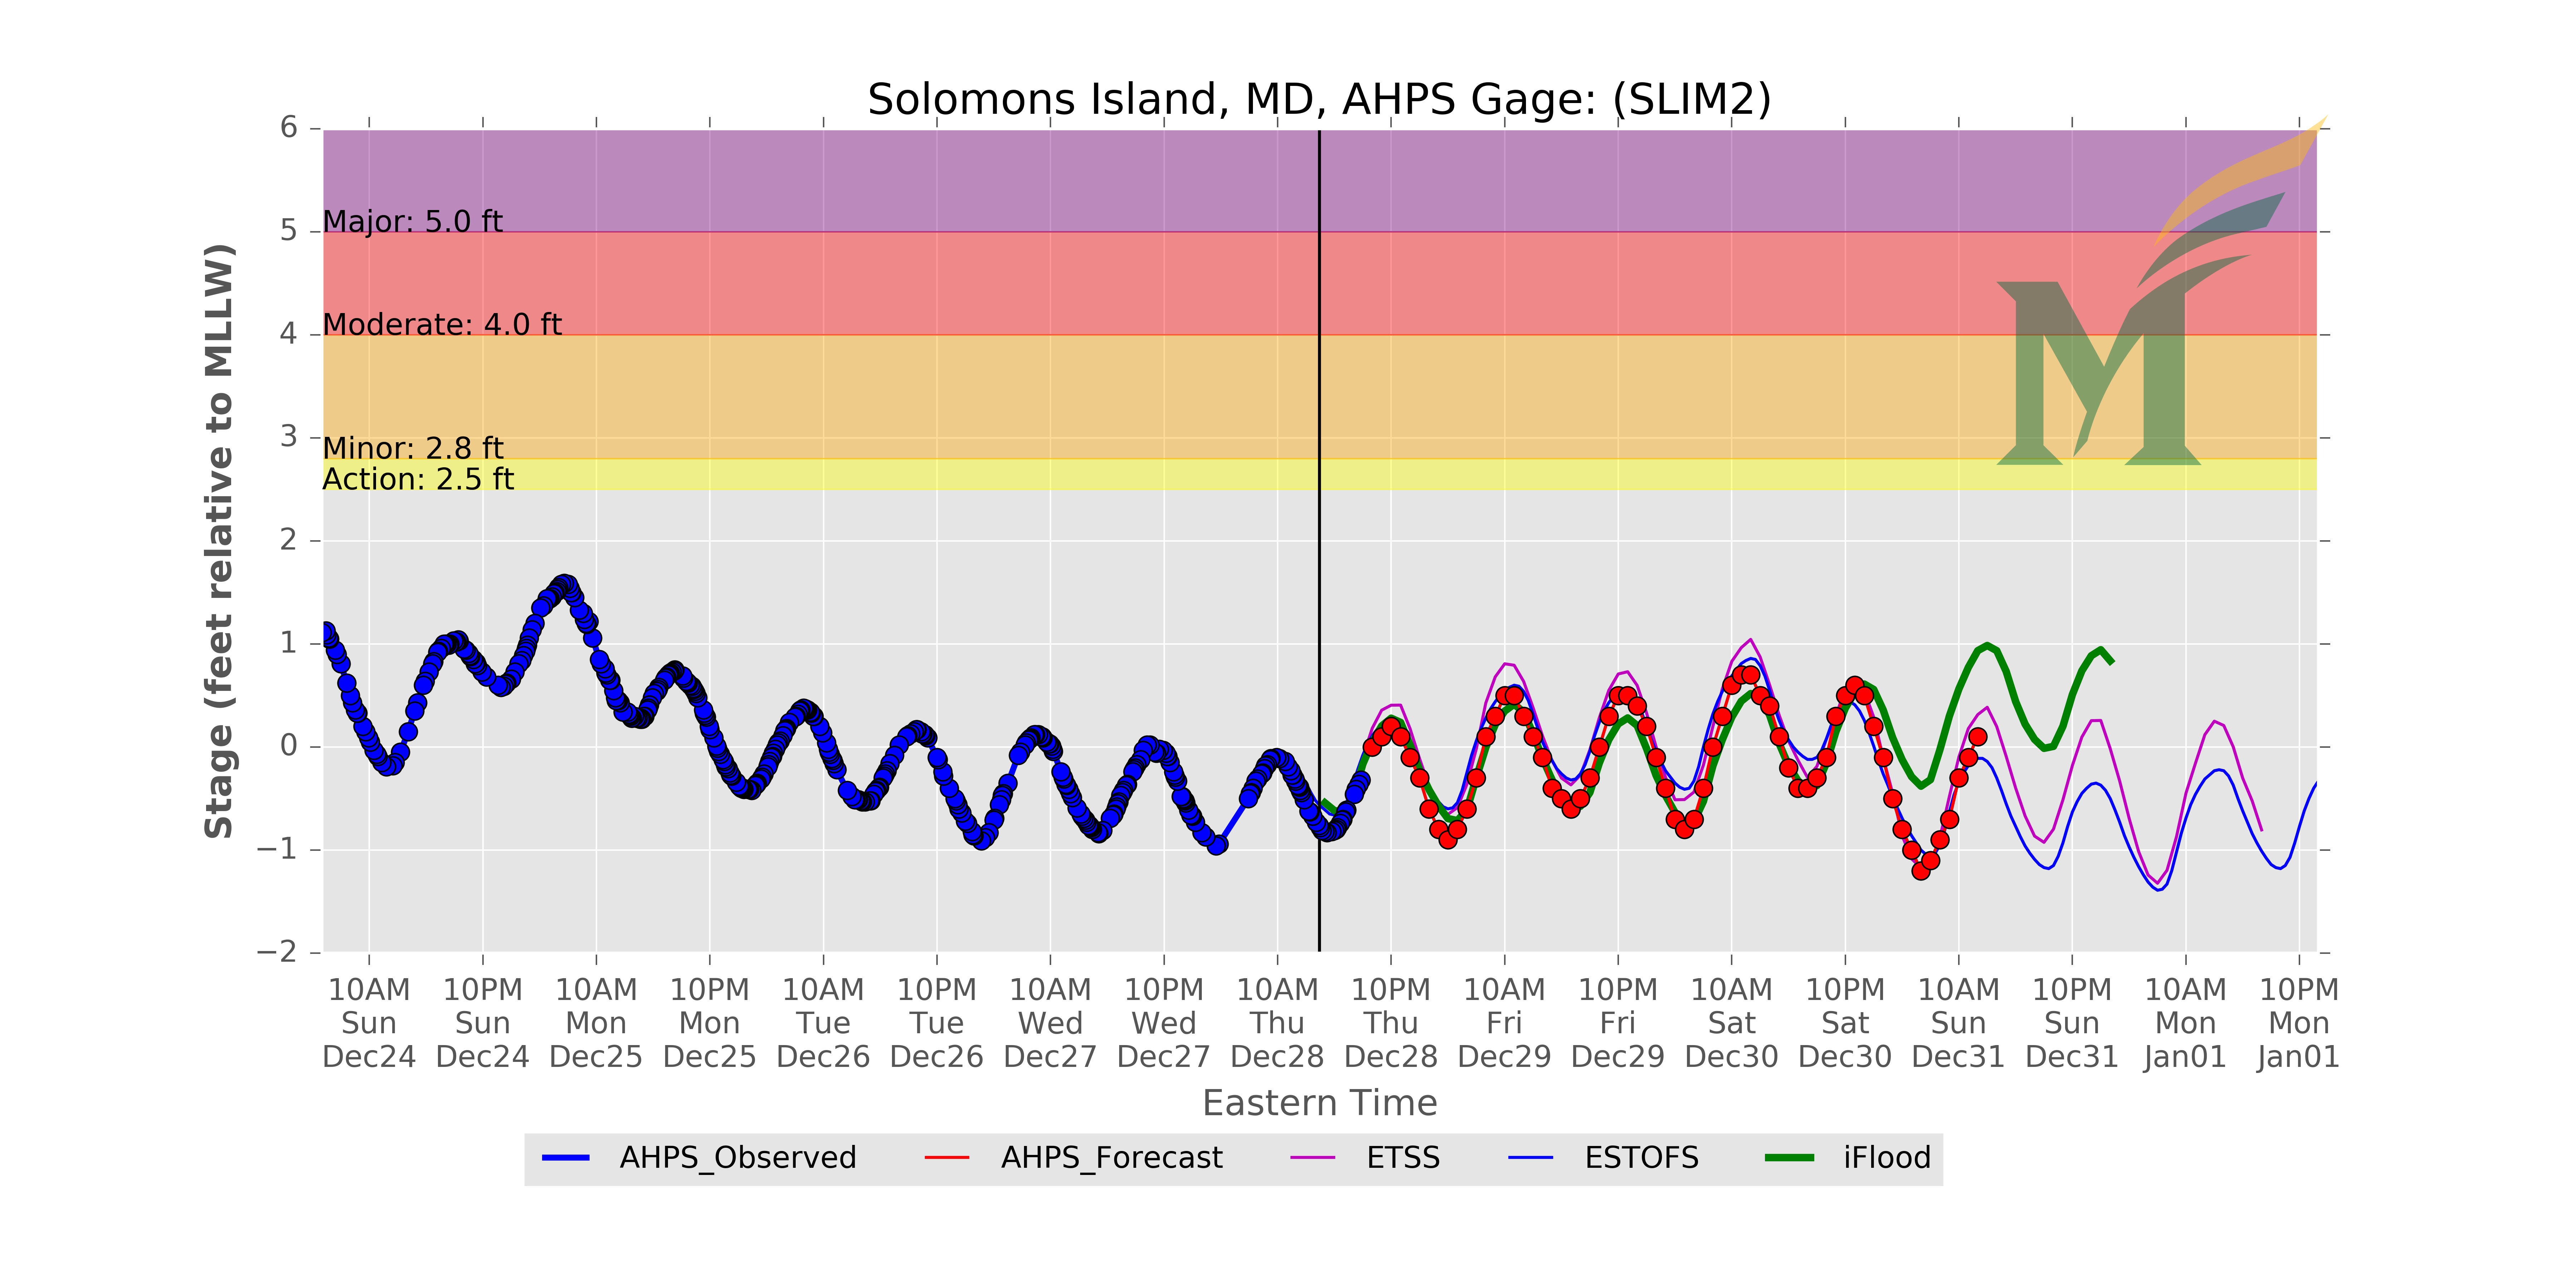 Solomons Island, MD, AHPS Gage: (SLIM2)
6
5
4
3
2
1
0
−1
−2
Stage (feet relative to MLLW)
Major: 5.0 ft
Moderate: 4.0 ft
Minor: 2.8 ft
Action: 2.5 ft
M
10AM 10PM 10AM 10PM 10AM 10PM 10AM 10PM 10AM 10PM 10AM 10PM 10AM 10PM 10AM 10PM 10AM 10PM
Sun Sun Mon Mon Tue Tue Wed Wed Thu Thu Fri Fri Sat Sat Sun Sun Mon Mon
Dec24 Dec24 Dec25 Dec25 Dec26 Dec26 Dec27 Dec27 Dec28 Dec28 Dec29 Dec29 Dec30 Dec30 Dec31 Dec31 Jan01 Jan01
Eastern Time
AHPS_Observed AHPS_Forecast ETSS ESTOFS iFlood